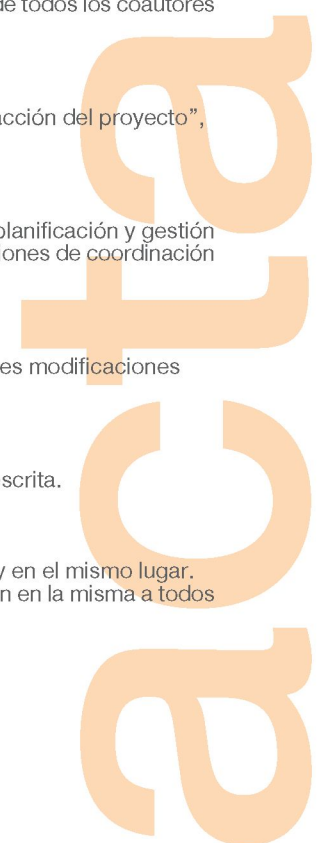 de todos los coautores
acción del proyecto”,
planificación y gestión
iones de coordinación
es modificaciones
scrita.
y en el mismo lugar.
n en la misma a todos
acta